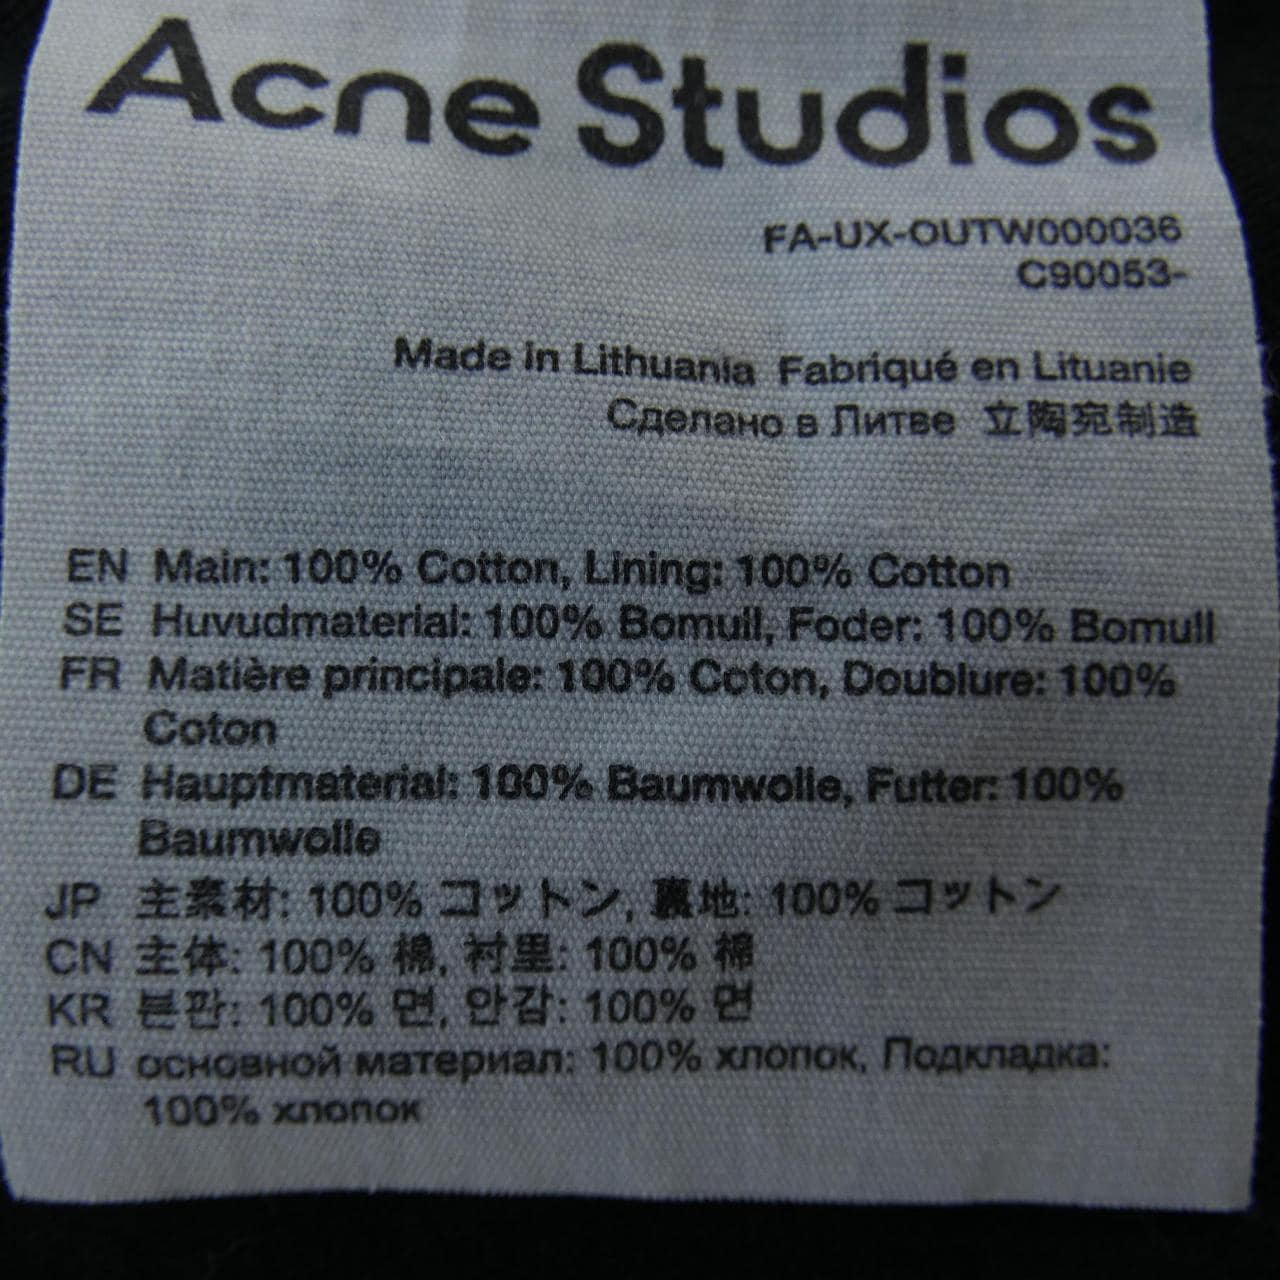 Acne Studios
FA-UX-OUTW000036
C90053-
Made in Lithuania Fabriqué en Lituanie
Сделано в Литве 立陶宛制造
EN Main: 100% Cotton, Lining: 100% Cotton
SE Huvudmaterial: 100% Bomull, Foder: 100% Bomull
FR Matière principale: 100% Coton, Doublure: 100%
Coton
DE Hauptmaterial: 100% Baumwolle, Futter: 100%
Baumwolle
JP 主素材: 100% コットン, 裏地: 100% コットン
CN 主体: 100% 棉, 衬里: 100% 棉
KR 본판: 100% 면, 안감: 100% 면
RU основной материал: 100% хлопок, Подкладка:
100% хлопок